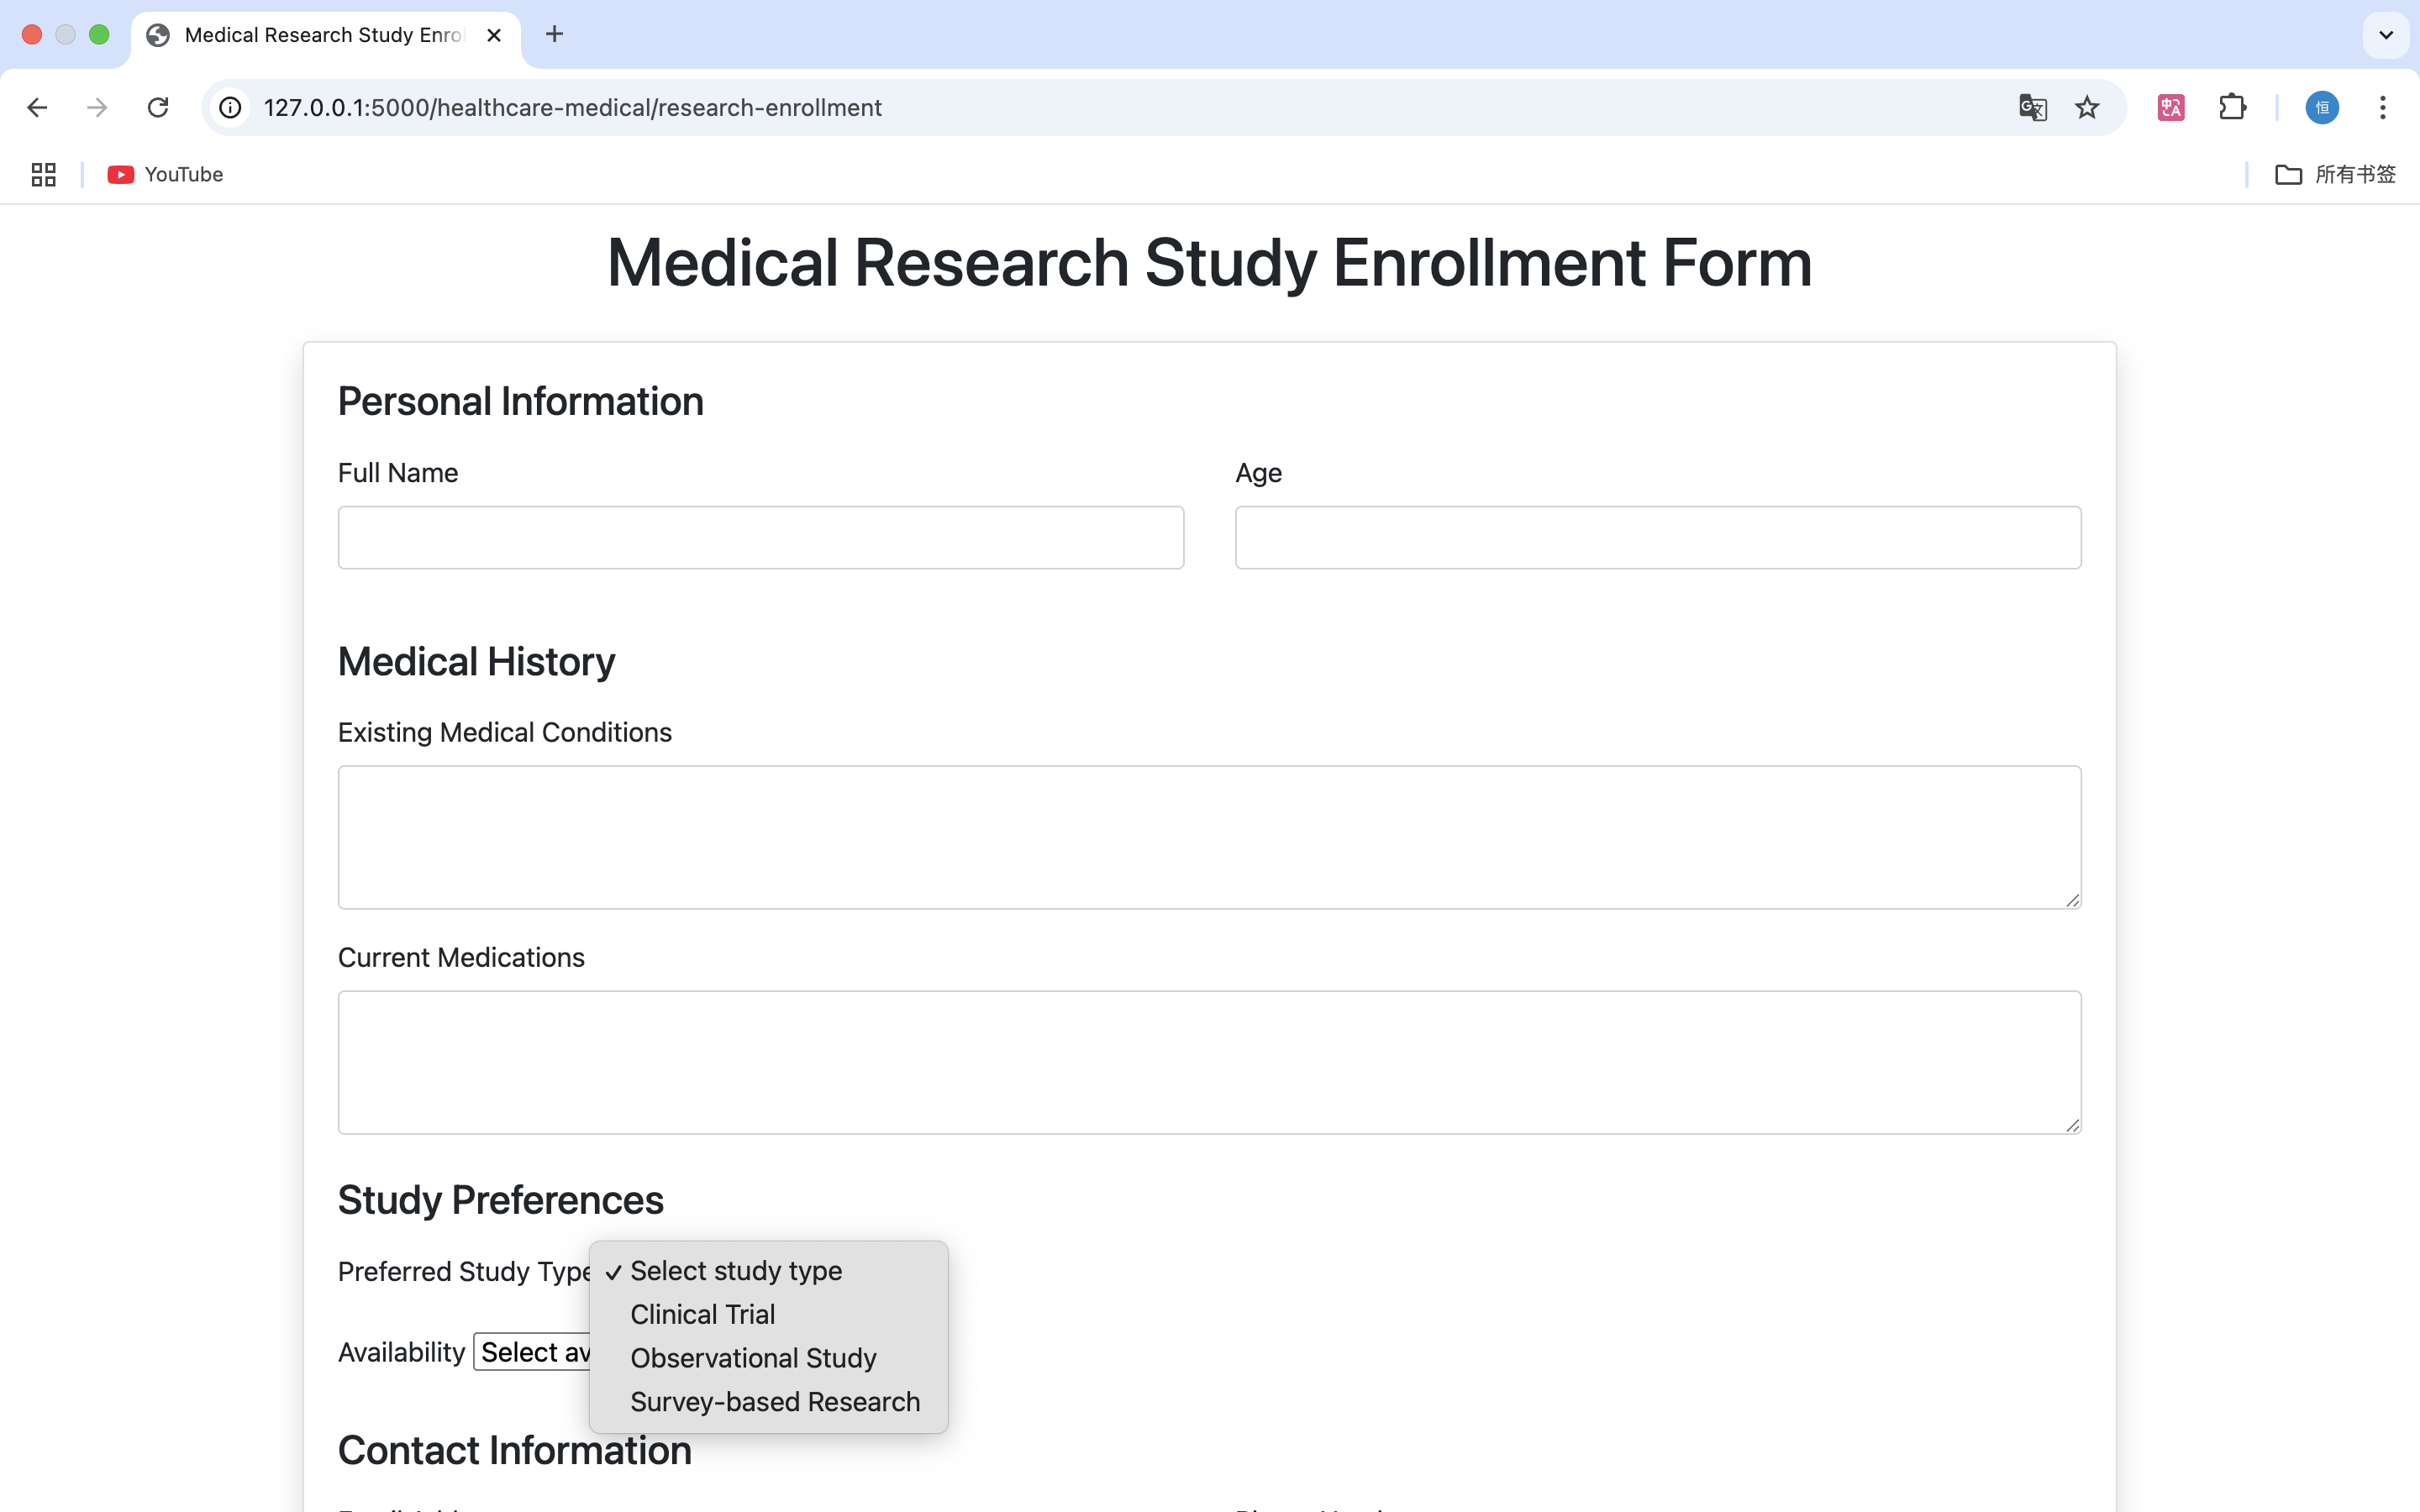 Medical Research Study Enrol
127.0.0.1:5000/healthcare-medical/research-enrollment
恒
YouTube
所有书签
Medical Research Study Enrollment Form
Personal Information
Full Name
Age
Medical History
Existing Medical Conditions
Current Medications
Study Preferences
Preferred Study Type
✓ Select study type
Clinical Trial
Observational Study
Survey-based Research
Availability Select av
Contact Information